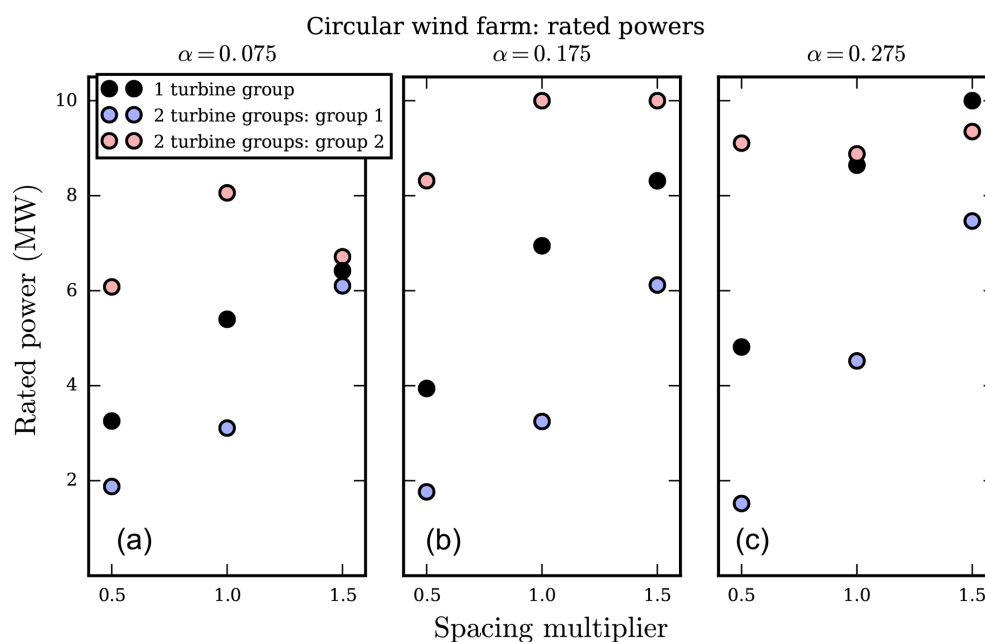 Circular wind farm: rated powers
α = 0.075
α = 0.175
α = 0.275
1 turbine group
2 turbine groups: group 1
2 turbine groups: group 2
Rated power (MW)
10
8
6
4
2
(a)
(b)
(c)
0.5 1.0 1.5
0.5 1.0 1.5
0.5 1.0 1.5
Spacing multiplier